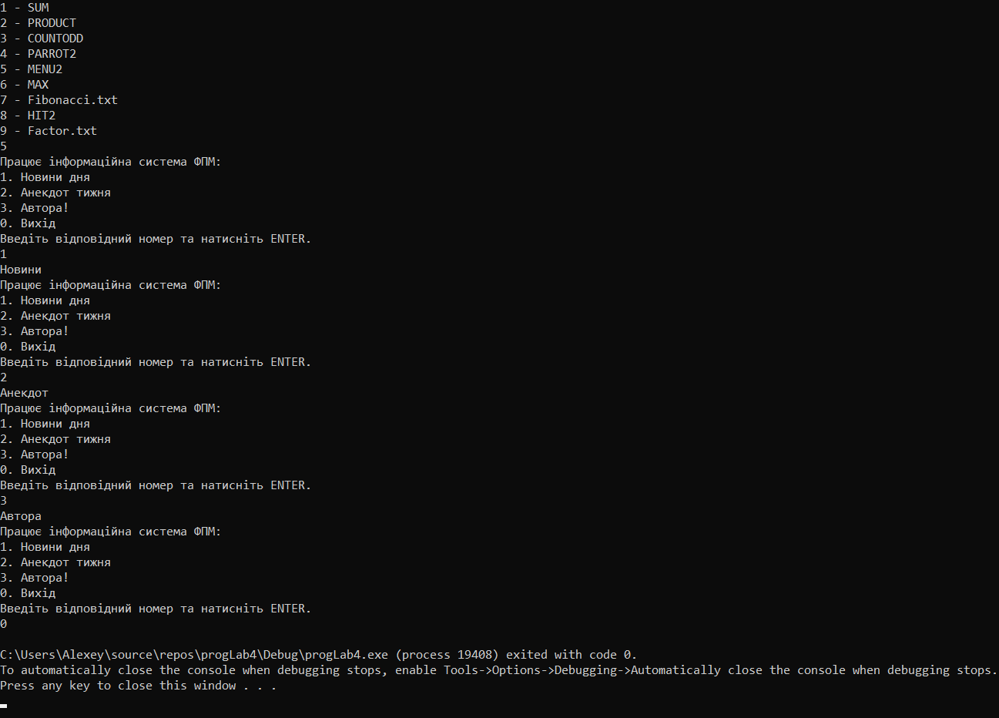 1 - SUM
2 - PRODUCT
3 - COUNTODD
4 - PARROT2
5 - MENU2
6 - MAX
7 - Fibonacci.txt
8 - HIT2
9 - Factor.txt
5
Працює інформаційна система ФПМ:
1. Новини дня
2. Анекдот тижня
3. Автора!
0. Вихід
Введіть відповідний номер та натисніть ENTER.
1
Новини
Працює інформаційна система ФПМ:
1. Новини дня
2. Анекдот тижня
3. Автора!
0. Вихід
Введіть відповідний номер та натисніть ENTER.
2
Анекдот
Працює інформаційна система ФПМ:
1. Новини дня
2. Анекдот тижня
3. Автора!
0. Вихід
Введіть відповідний номер та натисніть ENTER.
3
Автора
Працює інформаційна система ФПМ:
1. Новини дня
2. Анекдот тижня
3. Автора!
0. Вихід
Введіть відповідний номер та натисніть ENTER.
0
C:\Users\Alexey\source\repos\progLab4\Debug\progLab4.exe (process 19408) exited with code 0.
To automatically close the console when debugging stops, enable Tools->Options->Debugging->Automatically close the console when debugging stops.
Press any key to close this window . . .